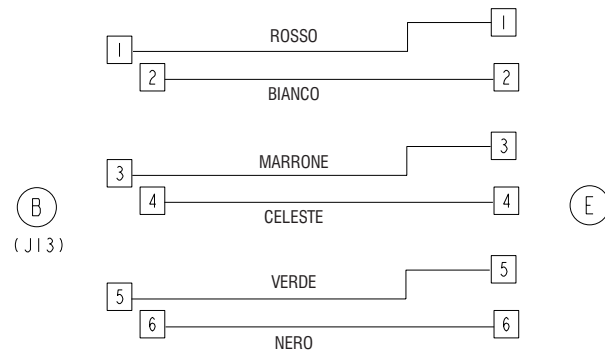 ROSSO
1 1
2 2
BIANCO
MARRONE
3 3
4 4
CELESTE
B
(J13)
E
VERDE
5 5
6 6
NERO